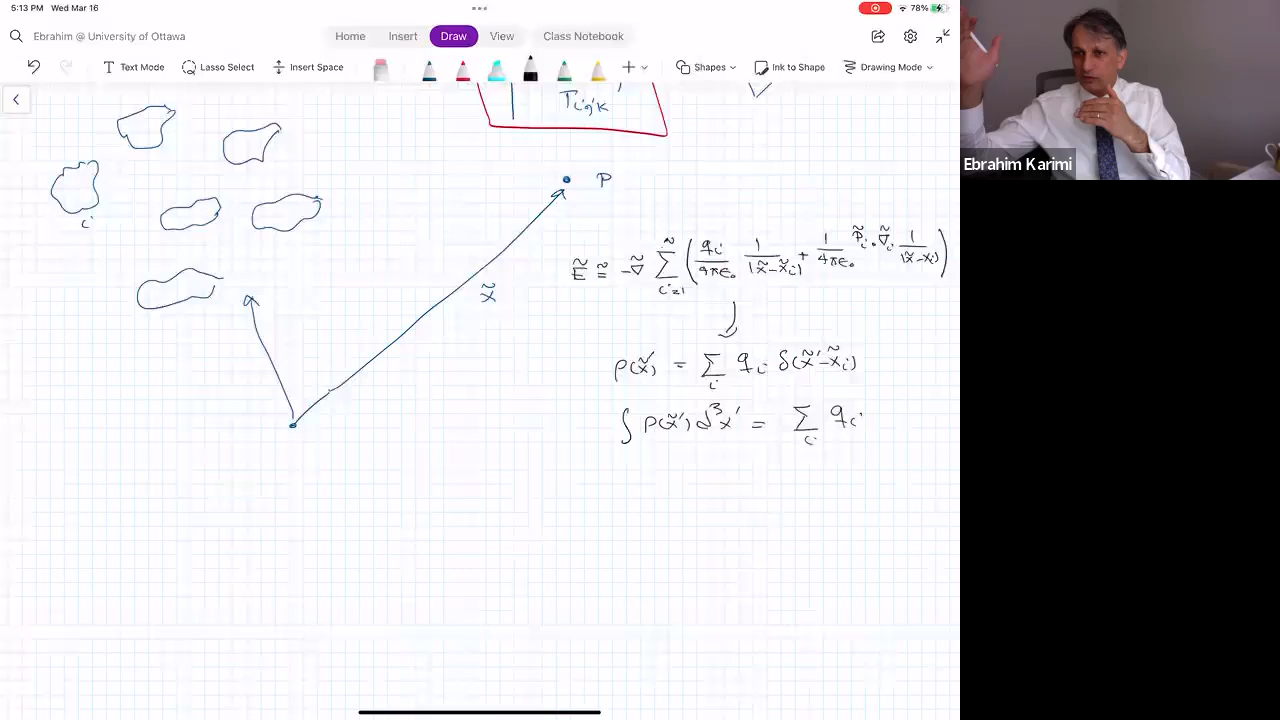 5:13 PM Wed Mar 16
78%
Ebrahim @ University of Ottawa
Home Insert Draw View Class Notebook
Text Mode Lasso Select Insert Space Shapes Ink to Shape Drawing Mode
Ebrahim Karimi
T_{ijk}
i
P
x̃
Ẽ ≅ -∇̃ Σ_{i=1}^{N} ( q_i/4πε₀ 1/|x̃-x̃_i| + 1/4πε₀ P̃_i·∇̃_i 1/|x̃-x_i| )
ρ(x̃') = Σ_i q_i δ(x̃'-x̃_i)
∫ρ(x̃')d³x' = Σ_i q_i